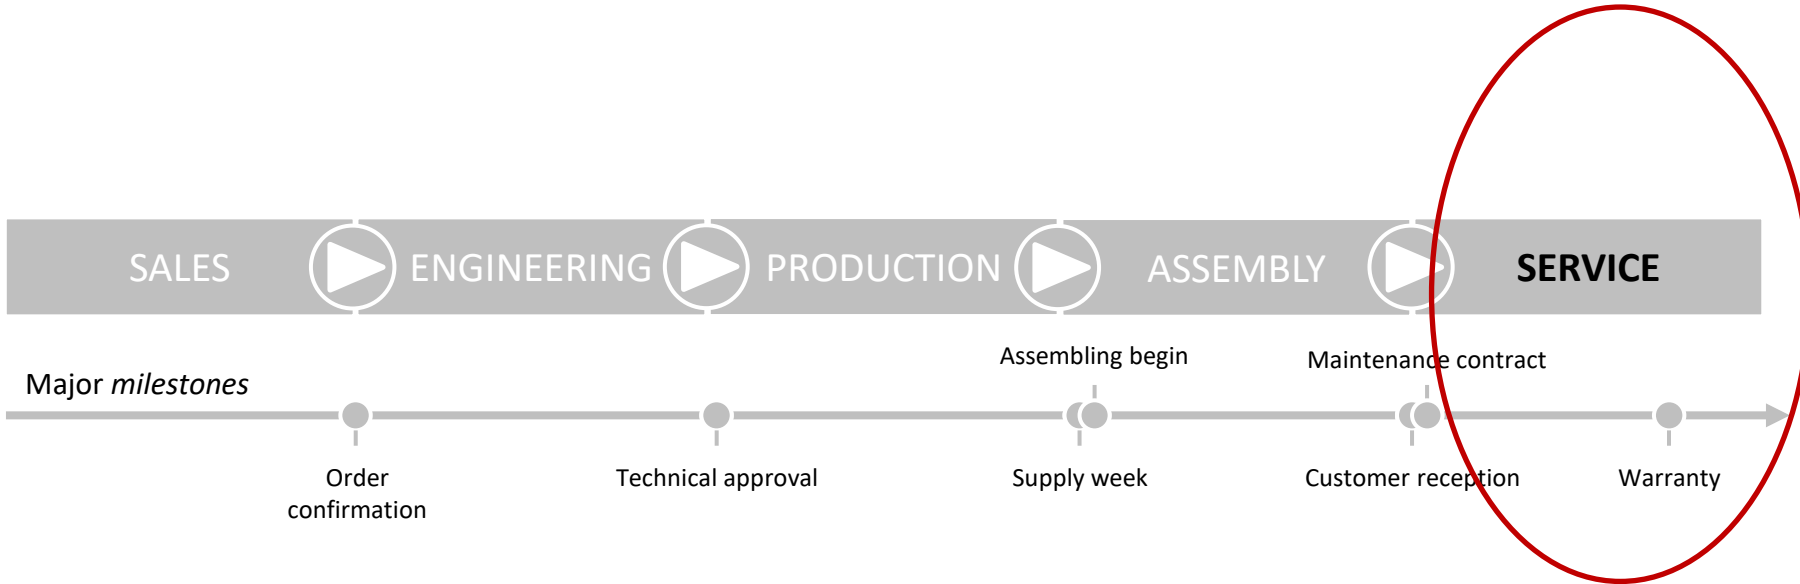 SALES ENGINEERING PRODUCTION ASSEMBLY SERVICE
Assembling begin Maintenance contract
Major milestones
Order Technical approval Supply week Customer reception Warranty
confirmation